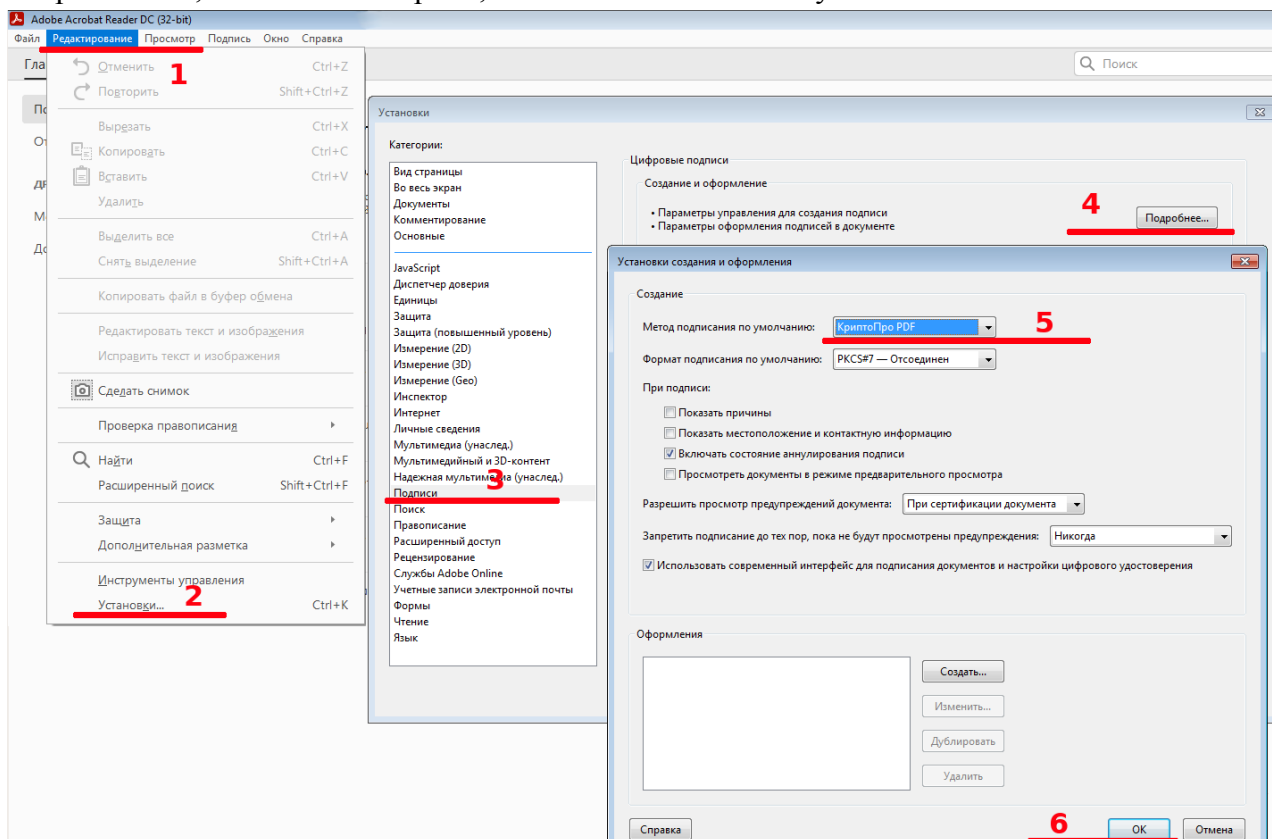 Adobe Acrobat Reader DC (32-bit)
Файл Редактирование Просмотр Подпись Окно Справка
1
Поиск
Отменить Ctrl+Z
Повторить Shift+Ctrl+Z
Вырезать Ctrl+X
Копировать Ctrl+C
Вставить Ctrl+V
Удалить
Выделить все Ctrl+A
Снять выделение Shift+Ctrl+A
Копировать файл в буфер обмена
Редактировать текст и изображения
Исправить текст и изображения
Сделать снимок
Проверка правописания
Найти Ctrl+F
Расширенный поиск Shift+Ctrl+F
Защита
Дополнительная разметка
Инструменты управления
Установки... Ctrl+K
2
Установки
Категории:
Вид страницы
Во весь экран
Документы
Комментирование
Основные
JavaScript
Диспетчер доверия
Единицы
Защита
Защита (повышенный уровень)
Измерение (2D)
Измерение (3D)
Измерение (Geo)
Инспектор
Интернет
Личные сведения
Мультимедиа (унаслед.)
Мультимедийный и 3D-контент
Надежная мультимедиа (унаслед.)
Подписи
3
Поиск
Правописание
Расширенный доступ
Рецензирование
Службы Adobe Online
Учетные записи электронной почты
Формы
Чтение
Язык
Цифровые подписи
Создание и оформление
• Параметры управления для создания подписи
• Параметры оформления подписей в документе
4
Подробнее...
Установки создания и оформления
Создание
Метод подписания по умолчанию: КриптоПро PDF
5
Формат подписания по умолчанию: PKCS#7 — Отсоединен
При подписи:
Показать причины
Показать местоположение и контактную информацию
Включать состояние аннулирования подписи
Просмотреть документы в режиме предварительного просмотра
Разрешить просмотр предупреждений документа: При сертификации документа
Запретить подписание до тех пор, пока не будут просмотрены предупреждения: Никогда
Использовать современный интерфейс для подписания документов и настройки цифрового удостоверения
Оформления
Создать...
Изменить...
Дублировать
Удалить
Справка
6
OK
Отмена